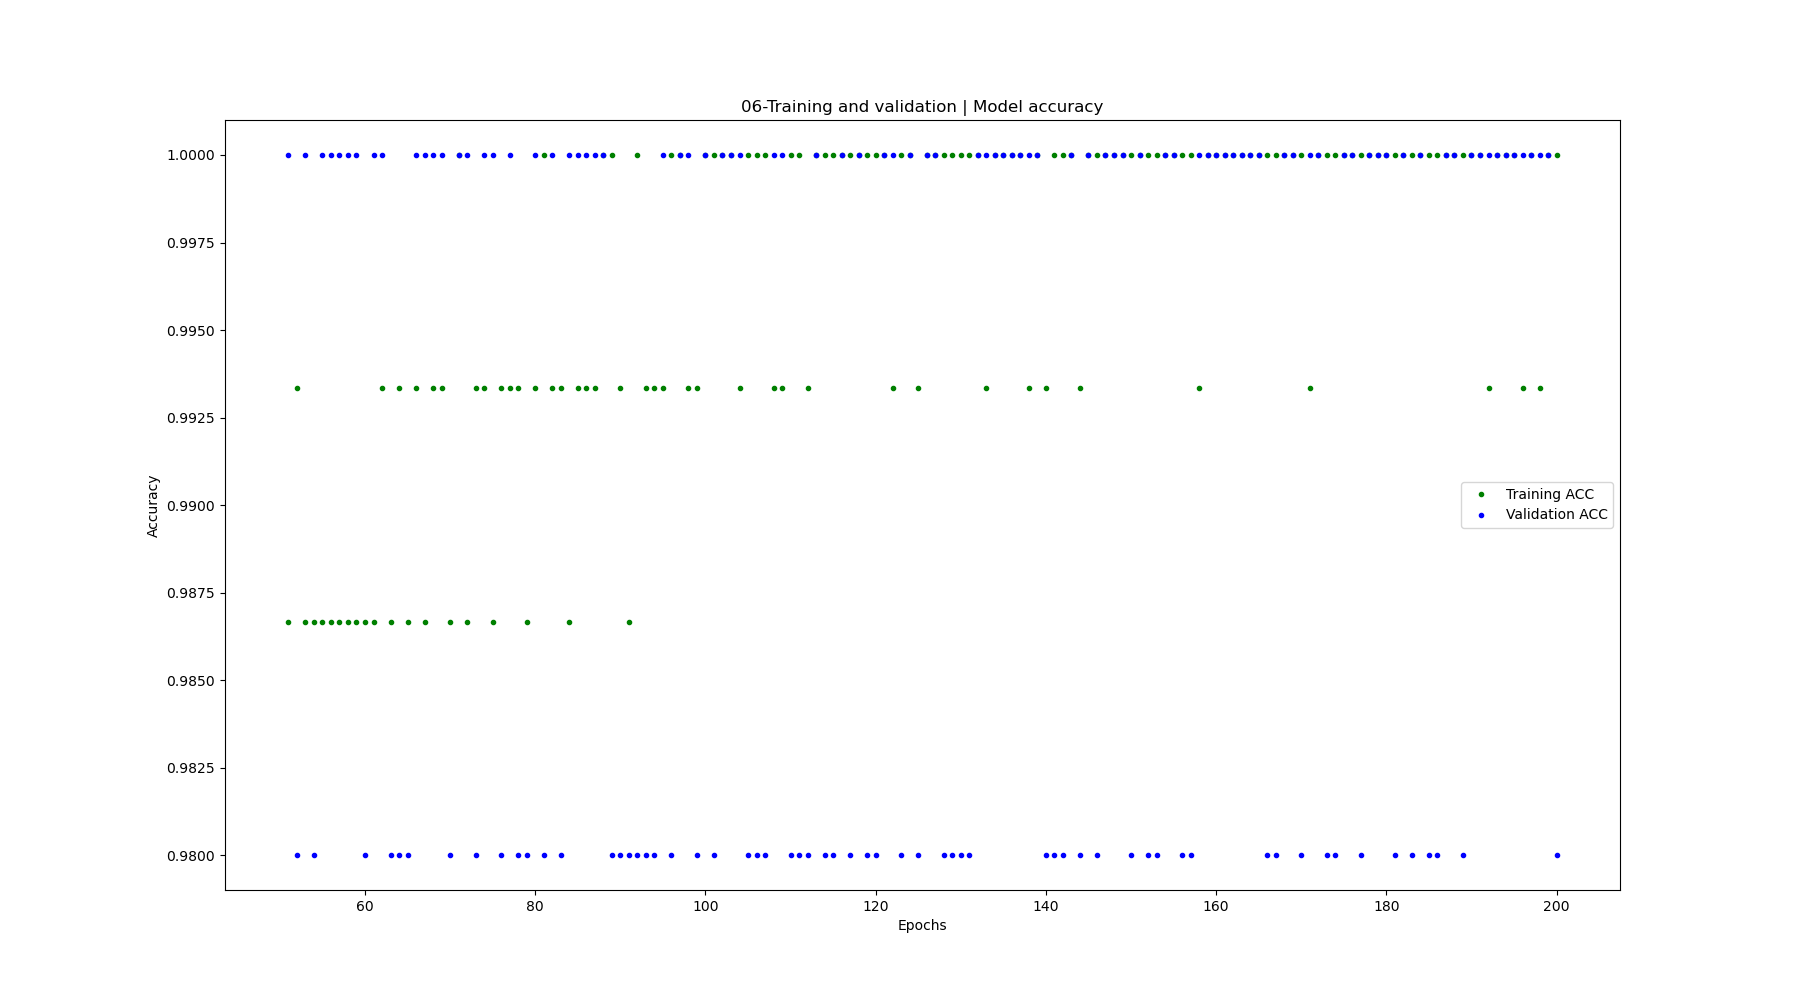 06-Training and validation | Model accuracy
1.0000
0.9975
0.9950
0.9925
0.9900
0.9875
0.9850
0.9825
0.9800
Accuracy
Training ACC
Validation ACC
60 80 100 120 140 160 180 200
Epochs